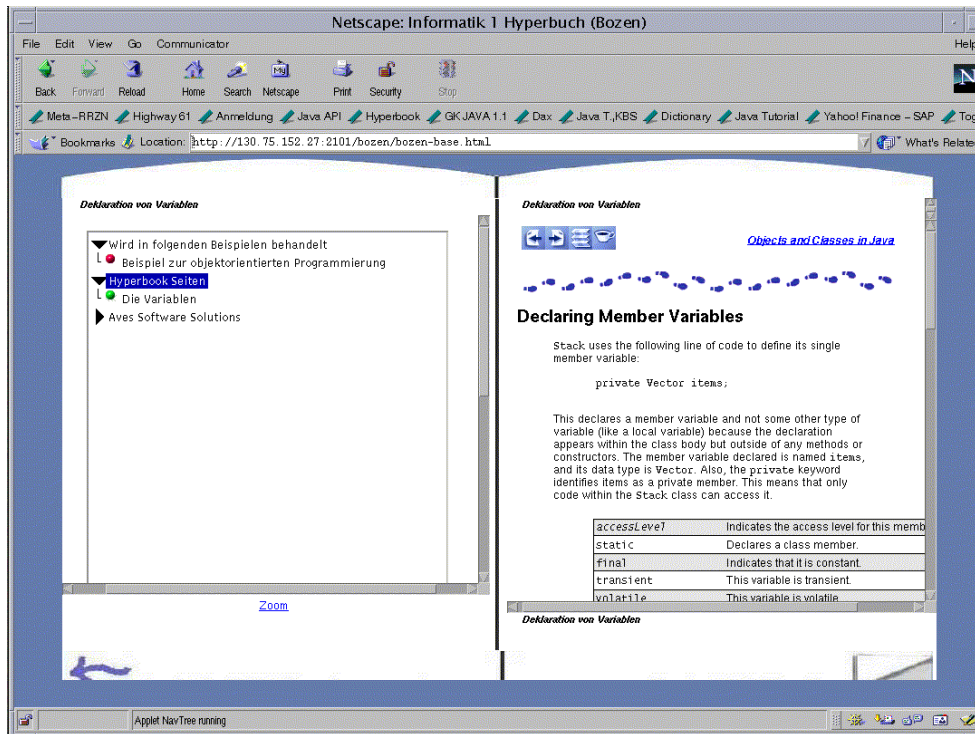 Netscape: Informatik 1 Hyperbuch (Bozen)
File Edit View Go Communicator Help
Back Forward Reload Home Search Netscape Print Security Stop
My
N
Meta-RRZN Highway61 Anmeldung Java API Hyperbook GK JAVA 1.1 Dax Java T.,KBS Dictionary Java Tutorial Yahoo! Finance - SAP Tog
Bookmarks Location: http://130.75.152.27:2101/bozen/bozen-base.html What's Relate
Deklaration von Variablen
Wird in folgenden Beispielen behandelt
Beispiel zur objektorientierten Programmierung
Hyperbook Seiten
Die Variablen
Aves Software Solutions
Zoom
Deklaration von Variablen
Objects and Classes in Java
Declaring Member Variables
Stack uses the following line of code to define its single
member variable:
private Vector items;
This declares a member variable and not some other type of
variable (like a local variable) because the declaration
appears within the class body but outside of any methods or
constructors. The member variable declared is named items,
and its data type is Vector. Also, the private keyword
identifies items as a private member. This means that only
code within the Stack class can access it.
accessLevel Indicates the access level for this memb
static Declares a class member.
final Indicates that it is constant.
transient This variable is transient.
volatile This variable is volatile
Deklaration von Variablen
Applet NavTree running